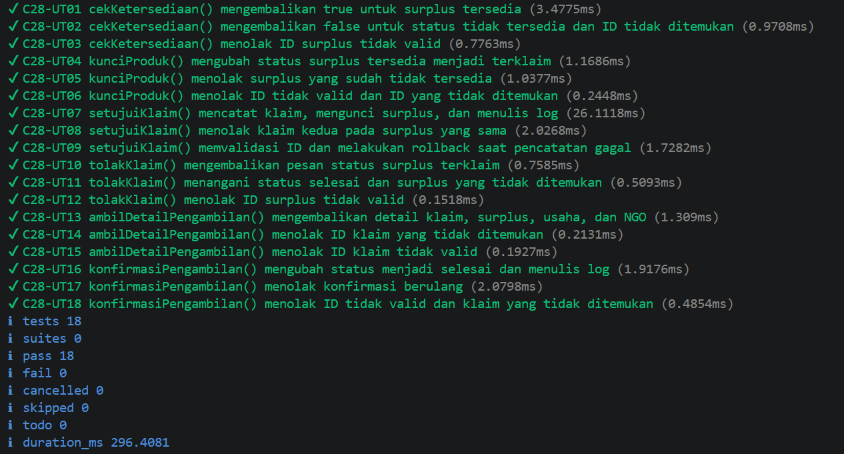 ✓ C28-UT01 cekKetersediaan() mengembalikan true untuk surplus tersedia (3.4775ms)
✓ C28-UT02 cekKetersediaan() mengembalikan false untuk status tidak tersedia dan ID tidak ditemukan (0.9708ms)
✓ C28-UT03 cekKetersediaan() menolak ID surplus tidak valid (0.7763ms)
✓ C28-UT04 kunciProduk() mengubah status surplus tersedia menjadi terklaim (1.1686ms)
✓ C28-UT05 kunciProduk() menolak surplus yang sudah tidak tersedia (1.0377ms)
✓ C28-UT06 kunciProduk() menolak ID tidak valid dan ID yang tidak ditemukan (0.2448ms)
✓ C28-UT07 setujuiKlaim() mencatat klaim, mengunci surplus, dan menulis log (26.1118ms)
✓ C28-UT08 setujuiKlaim() menolak klaim kedua pada surplus yang sama (2.0268ms)
✓ C28-UT09 setujuiKlaim() memvalidasi ID dan melakukan rollback saat pencatatan gagal (1.7282ms)
✓ C28-UT10 tolakKlaim() mengembalikan pesan status surplus terklaim (0.7585ms)
✓ C28-UT11 tolakKlaim() menangani status selesai dan surplus yang tidak ditemukan (0.5093ms)
✓ C28-UT12 tolakKlaim() menolak ID surplus tidak valid (0.1518ms)
✓ C28-UT13 ambilDetailPengambilan() mengembalikan detail klaim, surplus, usaha, dan NGO (1.309ms)
✓ C28-UT14 ambilDetailPengambilan() menolak ID klaim yang tidak ditemukan (0.2131ms)
✓ C28-UT15 ambilDetailPengambilan() menolak ID klaim tidak valid (0.1927ms)
✓ C28-UT16 konfirmasiPengambilan() mengubah status menjadi selesai dan menulis log (1.9176ms)
✓ C28-UT17 konfirmasiPengambilan() menolak konfirmasi berulang (2.0798ms)
✓ C28-UT18 konfirmasiPengambilan() menolak ID tidak valid dan klaim yang tidak ditemukan (0.4854ms)
ℹ tests 18
ℹ suites 0
ℹ pass 18
ℹ fail 0
ℹ cancelled 0
ℹ skipped 0
ℹ todo 0
ℹ duration_ms 296.4081